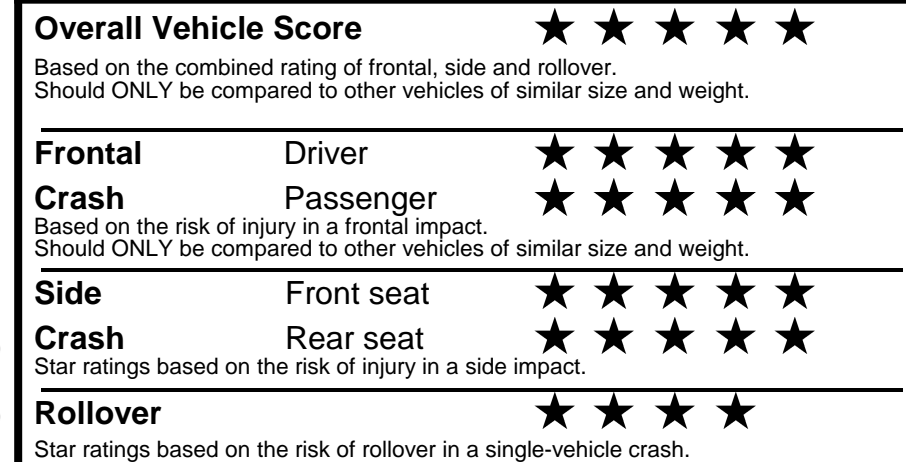 Overall Vehicle Score ★ ★ ★ ★ ★
Based on the combined rating of frontal, side and rollover.
Should ONLY be compared to other vehicles of similar size and weight.
Frontal Driver ★ ★ ★ ★ ★
Crash Passenger ★ ★ ★ ★ ★
Based on the risk of injury in a frontal impact.
Should ONLY be compared to other vehicles of similar size and weight.
Side Front seat ★ ★ ★ ★ ★
Crash Rear seat ★ ★ ★ ★ ★
Star ratings based on the risk of injury in a side impact.
Rollover ★ ★ ★ ★
Star ratings based on the risk of rollover in a single-vehicle crash.